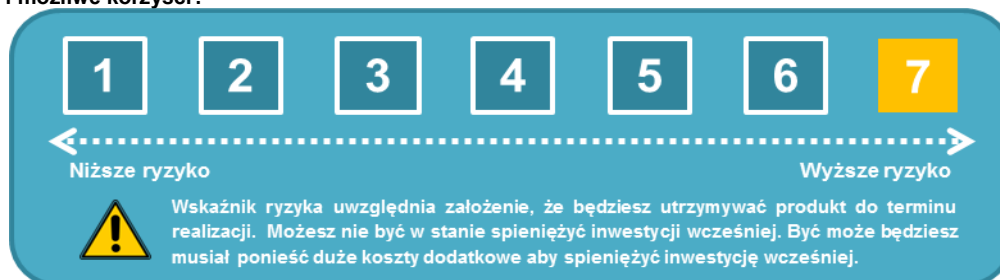 i możliwe korzyści?
1 2 3 4 5 6 7
Niższe ryzyko Wyższe ryzyko
Wskaźnik ryzyka uwzględnia założenie, że będziesz utrzymywać produkt do terminu
realizacji. Możesz nie być w stanie spieniężyć inwestycji wcześniej. Być może będziesz
musiał ponieść duże koszty dodatkowe aby spieniężyć inwestycję wcześniej.